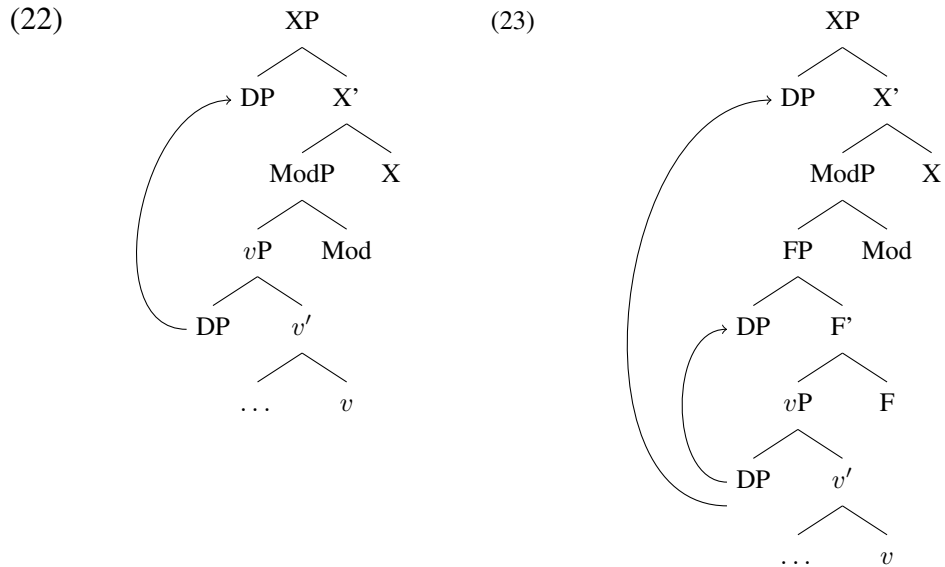 (22) XP (23) XP
DP X’ DP X’
ModP X ModP X
vP Mod FP Mod
DP v′ DP F’
... v vP F
DP v′
... v